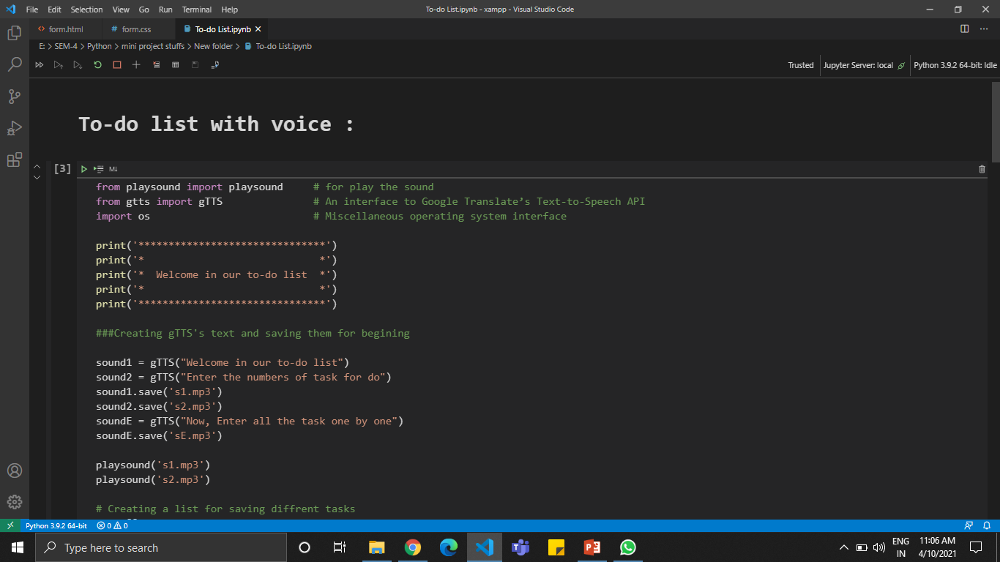 File Edit Selection View Go Run Terminal Help
To-do List.ipynb - xampp - Visual Studio Code
form.html
form.css
To-do List.ipynb
E: > SEM-4 > Python > mini project stuffs > New folder > To-do List.ipynb
Trusted
Jupyter Server: local
Python 3.9.2 64-bit: Idle
To-do list with voice :
[3]
M↓
from playsound import playsound     # for play the sound
from gtts import gTTS               # An interface to Google Translate’s Text-to-Speech API
import os                           # Miscellaneous operating system interface
print('*******************************')
print('*                             *')
print('*  Welcome in our to-do list  *')
print('*                             *')
print('*******************************')
###Creating gTTS's text and saving them for begining
sound1 = gTTS("Welcome in our to-do list")
sound2 = gTTS("Enter the numbers of task for do")
sound1.save('s1.mp3')
sound2.save('s2.mp3')
soundE = gTTS("Now, Enter all the task one by one")
soundE.save('sE.mp3')
playsound('s1.mp3')
playsound('s2.mp3')
# Creating a list for saving diffrent tasks
Python 3.9.2 64-bit
0
0
Type here to search
ENG
IN
11:06 AM
4/10/2021